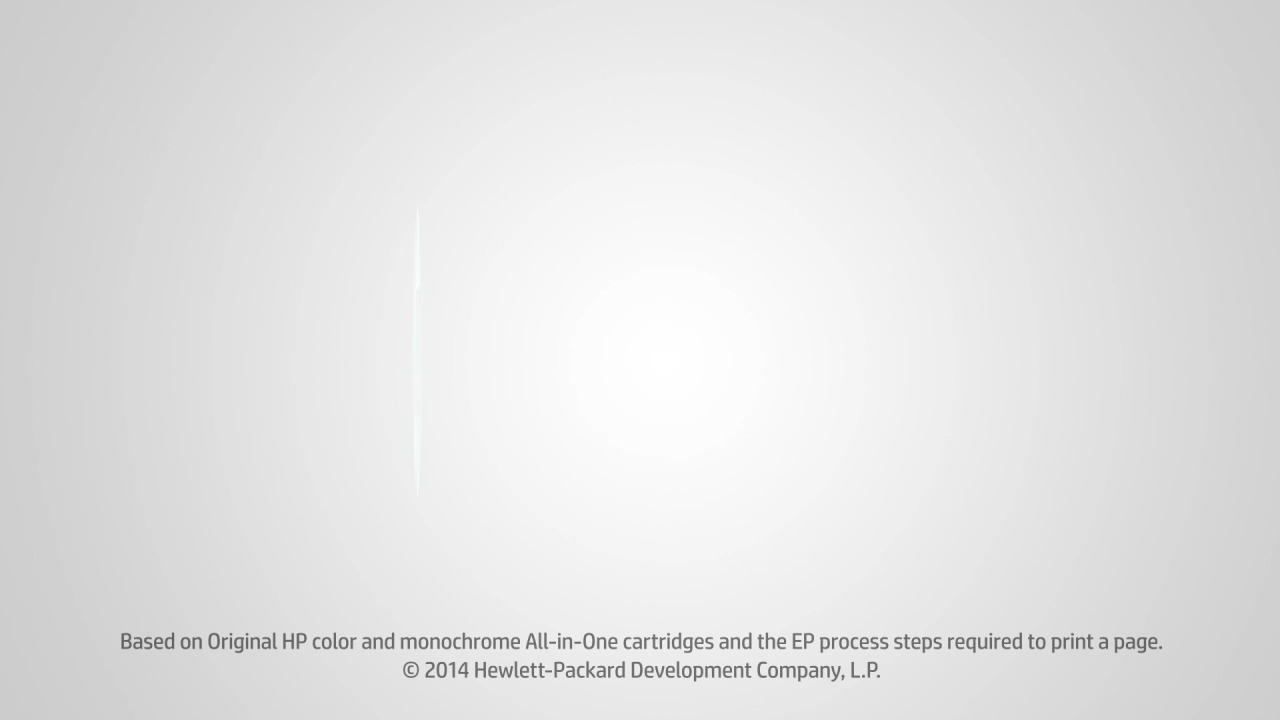 Based on Original HP color and monochrome All-in-One cartridges and the EP process steps required to print a page.
© 2014 Hewlett-Packard Development Company, L.P.